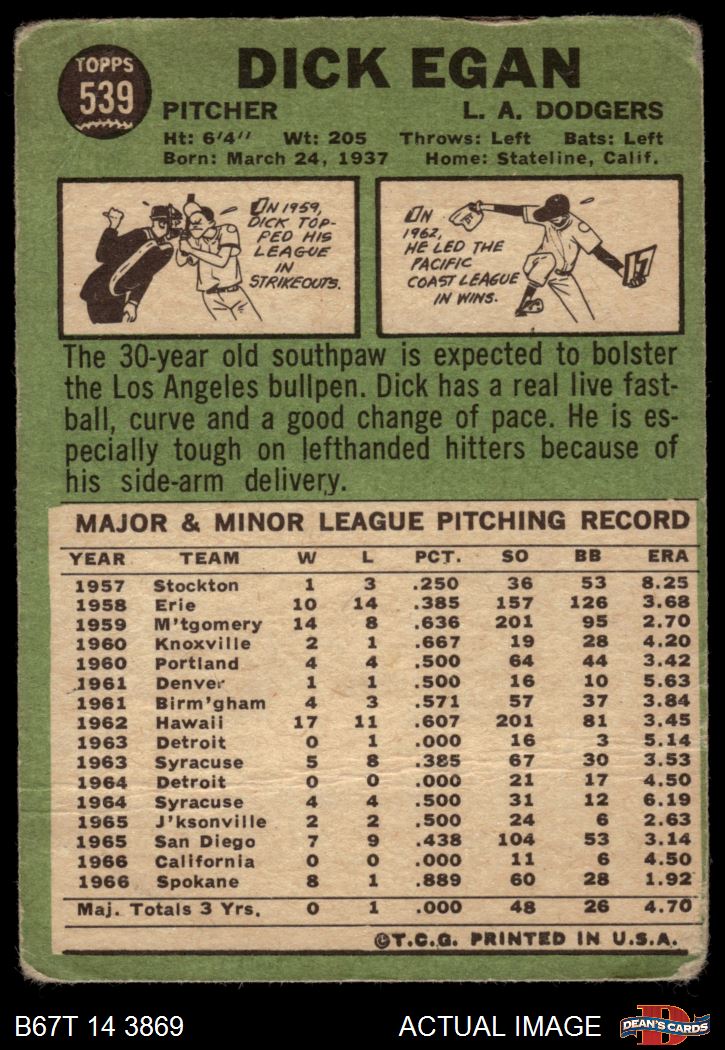 TOPPS
539
DICK EGAN
PITCHER L. A. DODGERS
Ht: 6'4" Wt: 205 Throws: Left Bats: Left
Born: March 24, 1937 Home: Stateline, Calif.
IN 1959,
DICK TOP-
PED HIS
LEAGUE
IN
STRIKEOUTS.
IN
1962,
HE LED THE
PACIFIC
COAST LEAGUE
IN WINS.
17
The 30-year old southpaw is expected to bolster
the Los Angeles bullpen. Dick has a real live fast-
ball, curve and a good change of pace. He is es-
pecially tough on lefthanded hitters because of
his side-arm delivery.
MAJOR & MINOR LEAGUE PITCHING RECORD
YEAR TEAM W L PCT. SO BB ERA
1957 Stockton 1 3 .250 36 53 8.25
1958 Erie 10 14 .385 157 126 3.68
1959 M'tgomery 14 8 .636 201 95 2.70
1960 Knoxville 2 1 .667 19 28 4.20
1960 Portland 4 4 .500 64 44 3.42
1961 Denver 1 1 .500 16 10 5.63
1961 Birm'gham 4 3 .571 57 37 3.84
1962 Hawaii 17 11 .607 201 81 3.45
1963 Detroit 0 1 .000 16 3 5.14
1963 Syracuse 5 8 .385 67 30 3.53
1964 Detroit 0 0 .000 21 17 4.50
1964 Syracuse 4 4 .500 31 12 6.19
1965 J'ksonville 2 2 .500 24 6 2.63
1965 San Diego 7 9 .438 104 53 3.14
1966 California 0 0 .000 11 6 4.50
1966 Spokane 8 1 .889 60 28 1.92
Maj. Totals 3 Yrs. 0 1 .000 48 26 4.70
©T.C.G. PRINTED IN U.S.A.
B67T 14 3869 ACTUAL IMAGE
D
DEAN'S CARDS